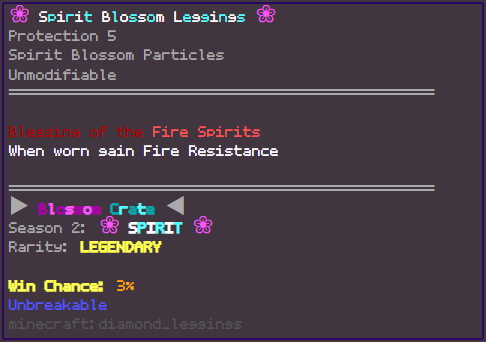 ❀ Spirit Blossom Leggings ❀
Protection 5
Spirit Blossom Particles
Unmodifiable
Blessing of the Fire Spirits
When worn gain Fire Resistance
▶ Blossom Crate ◀
Season 2: ❀ SPIRIT ❀
Rarity: LEGENDARY
Win Chance: 3%
Unbreakable
minecraft:diamond_leggings